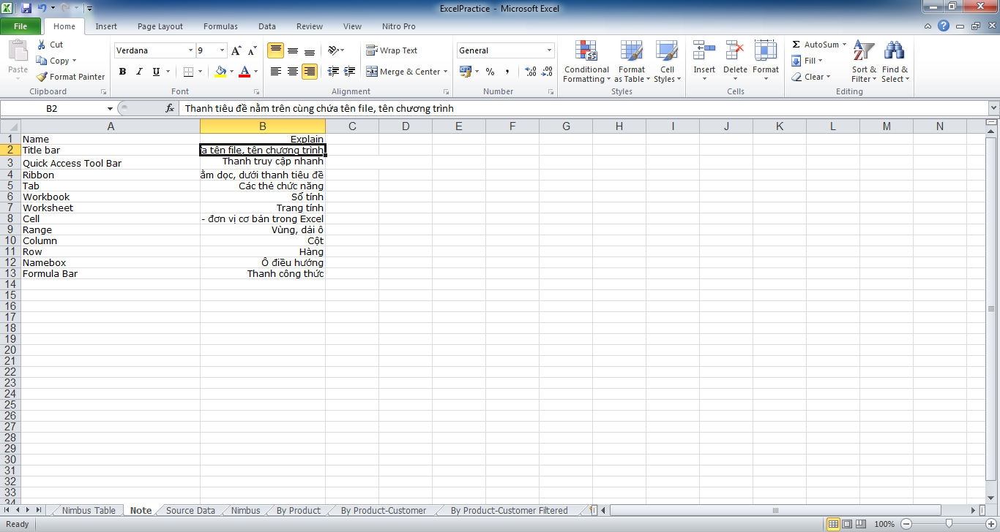 ExcelPractice - Microsoft Excel
File Home Insert Page Layout Formulas Data Review View Nitro Pro
Paste Cut Verdana 9 A A Wrap Text General Conditional Formatting Format as Table Cell Styles Insert Delete Format Σ AutoSum Sort & Filter Find & Select
Copy Fill
Format Painter B I U A Merge & Center % , .0 .00 .00 .0 Clear
Clipboard Font Alignment Number Styles Cells Editing
B2 fx Thanh tiêu đề nằm trên cùng chứa tên file, tên chương trình
A B C D E F G H I J K L M N
1 Name Explain
2 Title bar a tên file, tên chương trình
3 Quick Access Tool Bar Thanh truy cập nhanh
4 Ribbon ằm dọc, dưới thanh tiêu đề
5 Tab Các thẻ chức năng
6 Workbook Sổ tính
7 Worksheet Trang tính
8 Cell - đơn vị cơ bản trong Excel
9 Range Vùng, dải ô
10 Column Cột
11 Row Hàng
12 Namebox Ô điều hướng
13 Formula Bar Thanh công thức
14
15
16
17
18
19
20
21
22
23
24
25
26
27
28
29
30
31
32
33
34
Nimbus Table Note Source Data Nimbus By Product By Product-Customer By Product-Customer Filtered
Ready 100%